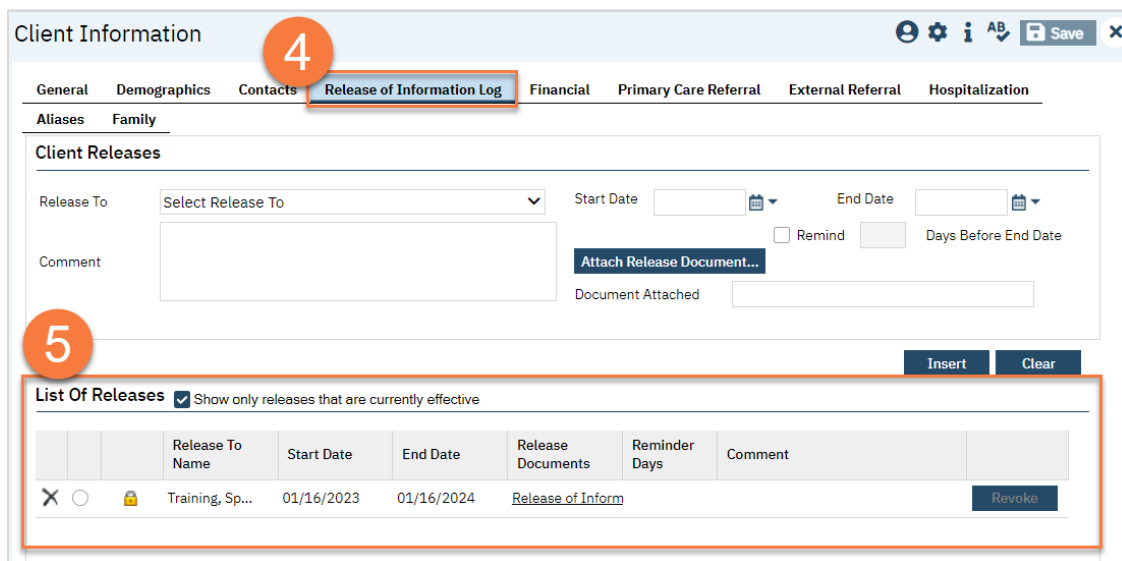 Client Information
AB
Save
4
General Demographics Contacts Release of Information Log Financial Primary Care Referral External Referral Hospitalization
Aliases Family
Client Releases
Release To Select Release To Start Date End Date
Remind Days Before End Date
Comment Attach Release Document...
Document Attached
5
Insert Clear
List Of Releases Show only releases that are currently effective
Release To Name Start Date End Date Release Documents Reminder Days Comment
Training, Sp... 01/16/2023 01/16/2024 Release of Inform Revoke